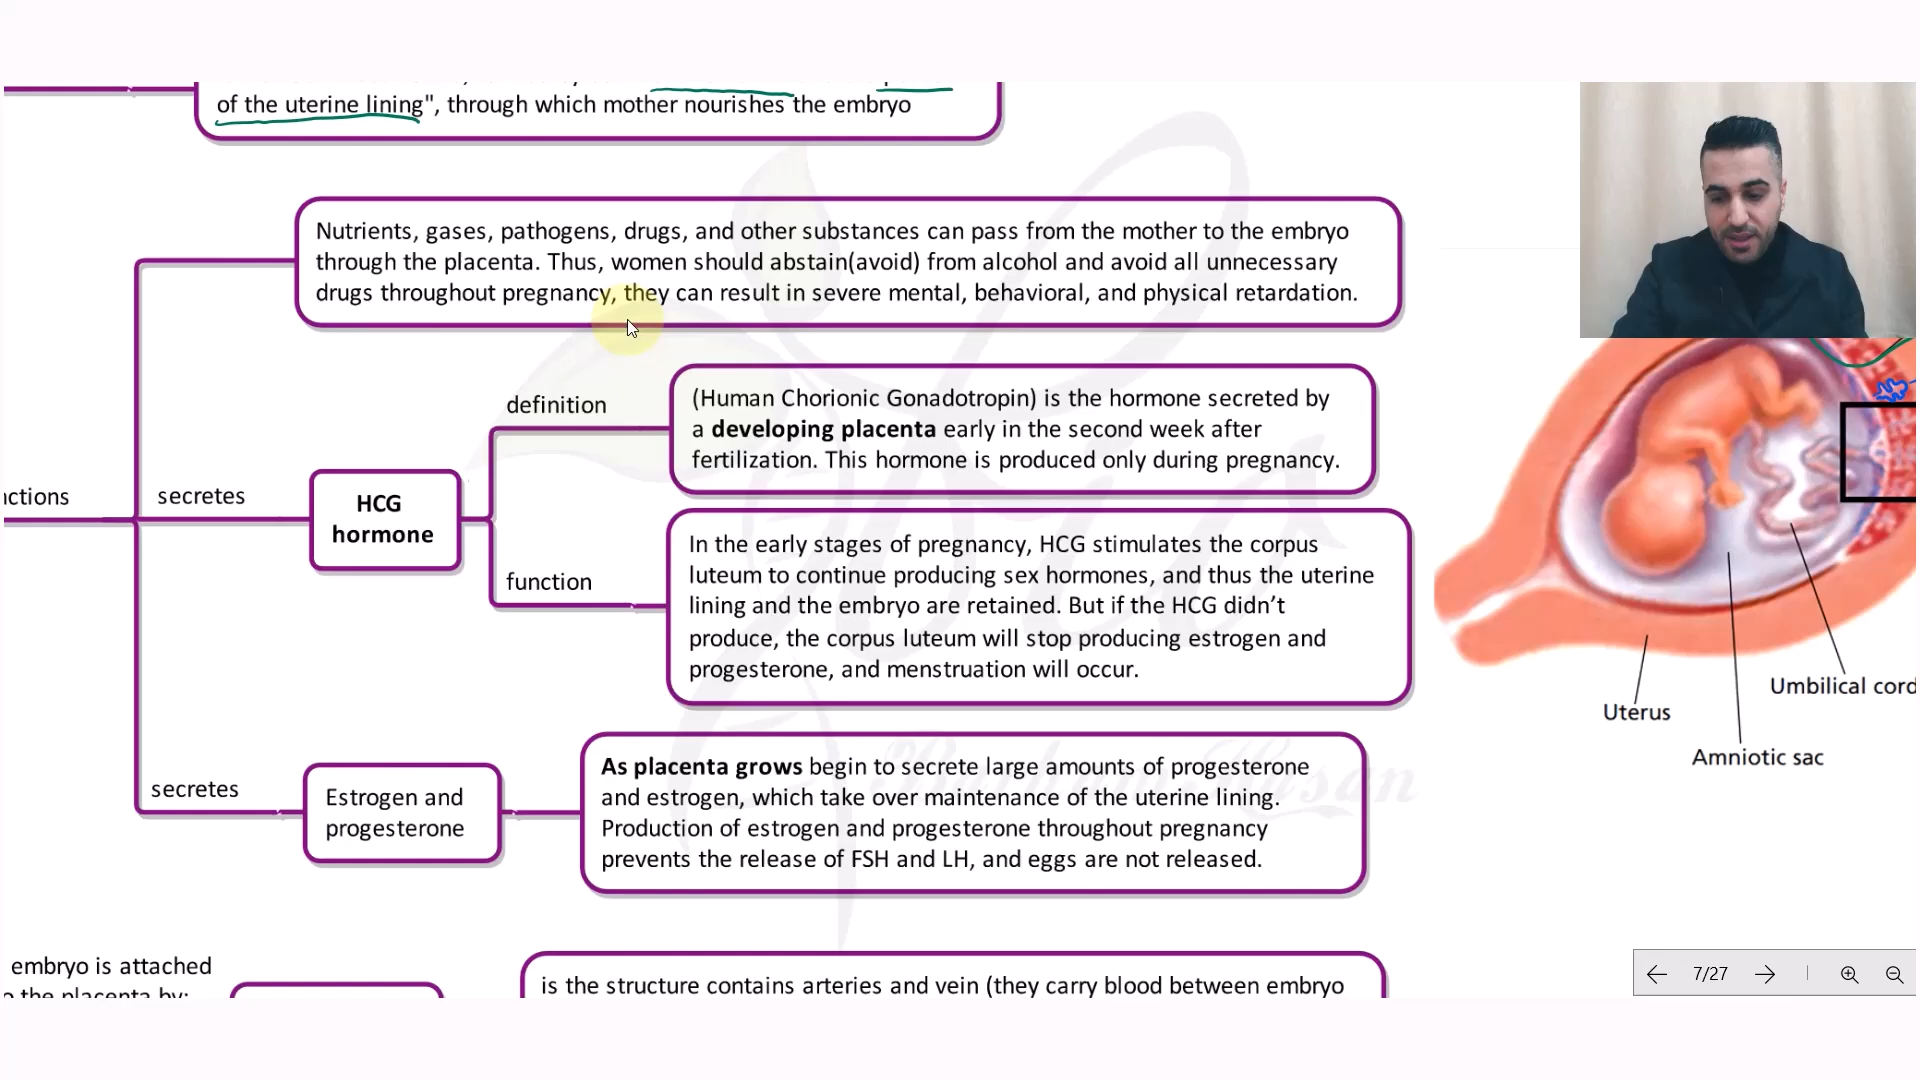 of the uterine lining", through which mother nourishes the embryo
Nutrients, gases, pathogens, drugs, and other substances can pass from the mother to the embryo
through the placenta. Thus, women should abstain(avoid) from alcohol and avoid all unnecessary
drugs throughout pregnancy, they can result in severe mental, behavioral, and physical retardation.
definition
(Human Chorionic Gonadotropin) is the hormone secreted by
a developing placenta early in the second week after
fertilization. This hormone is produced only during pregnancy.
nctions
secretes
HCG
hormone
function
In the early stages of pregnancy, HCG stimulates the corpus
luteum to continue producing sex hormones, and thus the uterine
lining and the embryo are retained. But if the HCG didn't
produce, the corpus luteum will stop producing estrogen and
progesterone, and menstruation will occur.
Umbilical cord
Uterus
Amniotic sac
secretes
Estrogen and
progesterone
As placenta grows begin to secrete large amounts of progesterone
and estrogen, which take over maintenance of the uterine lining.
Production of estrogen and progesterone throughout pregnancy
prevents the release of FSH and LH, and eggs are not released.
embryo is attached
the placenta by:
is the structure contains arteries and vein (they carry blood between embryo
7/27